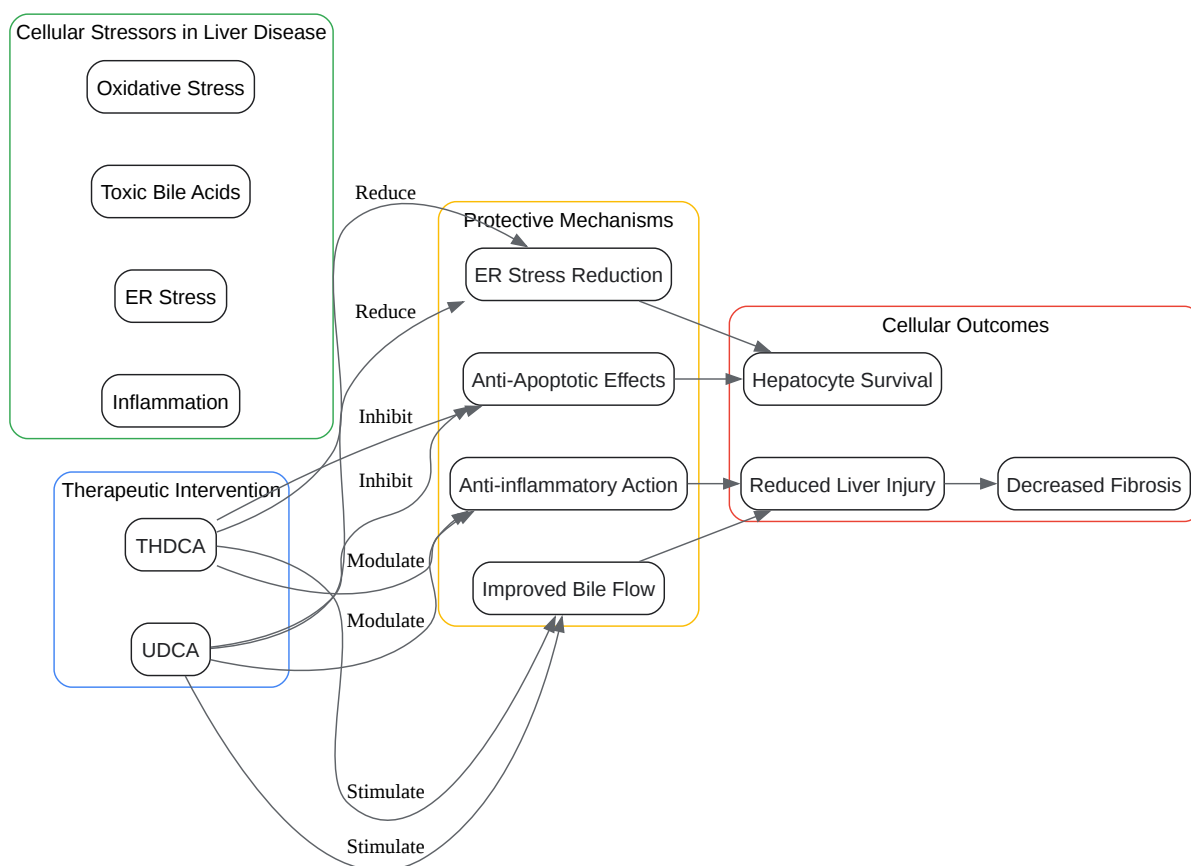 Cellular Stressors in Liver Disease
Oxidative Stress
Toxic Bile Acids
ER Stress
Inflammation
Therapeutic Intervention
THDCA
UDCA
Reduce
Reduce
Inhibit
Inhibit
Modulate
Modulate
Stimulate
Stimulate
Protective Mechanisms
ER Stress Reduction
Anti-Apoptotic Effects
Anti-inflammatory Action
Improved Bile Flow
Cellular Outcomes
Hepatocyte Survival
Reduced Liver Injury
Decreased Fibrosis